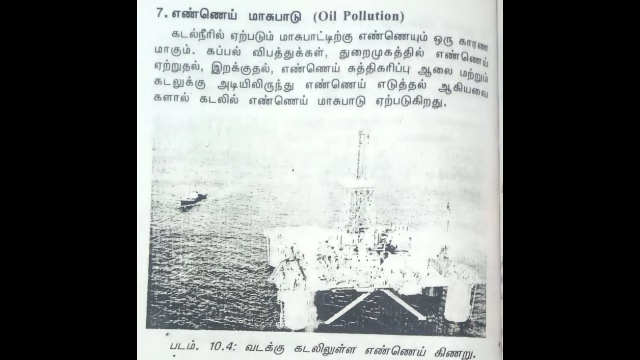 7. எண்ணெய் மாசுபாடு (Oil Pollution)
கடல்நீரில் ஏற்படும் மாசுபாட்டிற்கு எண்ணெயும் ஒரு காரண
மாகும். கப்பல் விபத்துக்கள், துறைமுகத்தில் எண்ணெய்
ஏற்றுதல், இறக்குதல், எண்ணெய் சுத்திகரிப்பு ஆலை மற்றும்
கடலுக்கு அடியிலிருந்து எண்ணெய் எடுத்தல் ஆகியவை
களால் கடலில் எண்ணெய் மாசுபாடு ஏற்படுகிறது.
படம். 10.4: வடக்கு கடலிலுள்ள எண்ணெய் கிணறு.